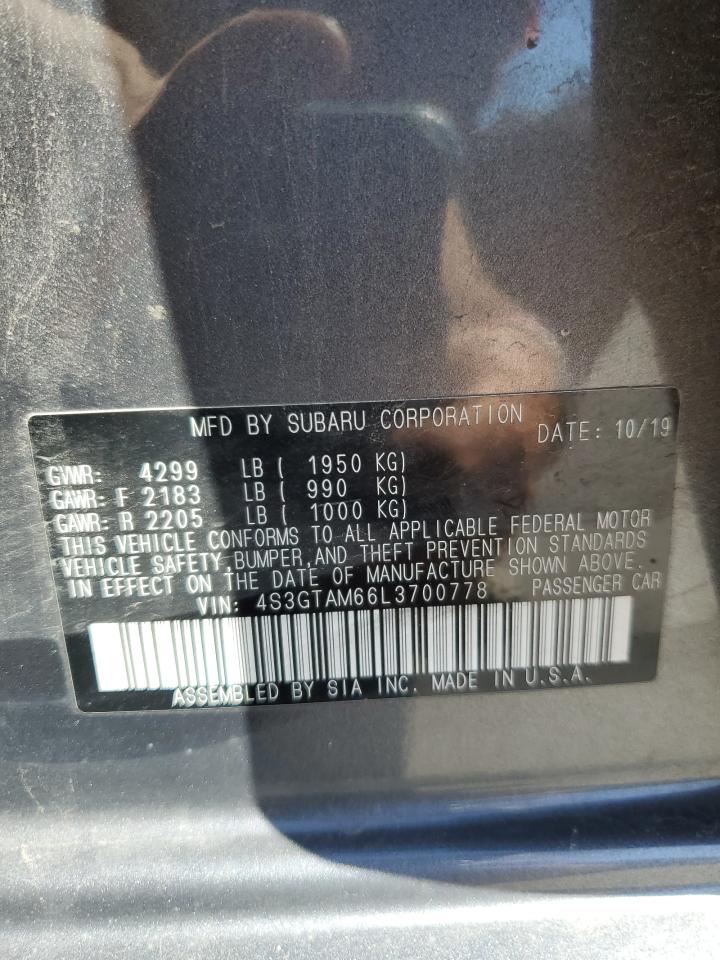 MFD BY SUBARU CORPORATION DATE: 10/19
GVWR: 4299 LB ( 1950 KG)
GAWR: F 2183 LB ( 990 KG)
GAWR: R 2205 LB ( 1000 KG)
THIS VEHICLE CONFORMS TO ALL APPLICABLE FEDERAL MOTOR
VEHICLE SAFETY,BUMPER,AND THEFT PREVENTION STANDARDS
IN EFFECT ON THE DATE OF MANUFACTURE SHOWN ABOVE.
VIN: 4S3GTAM66L3700778 PASSENGER CAR
ASSEMBLED BY SIA INC. MADE IN U.S.A.